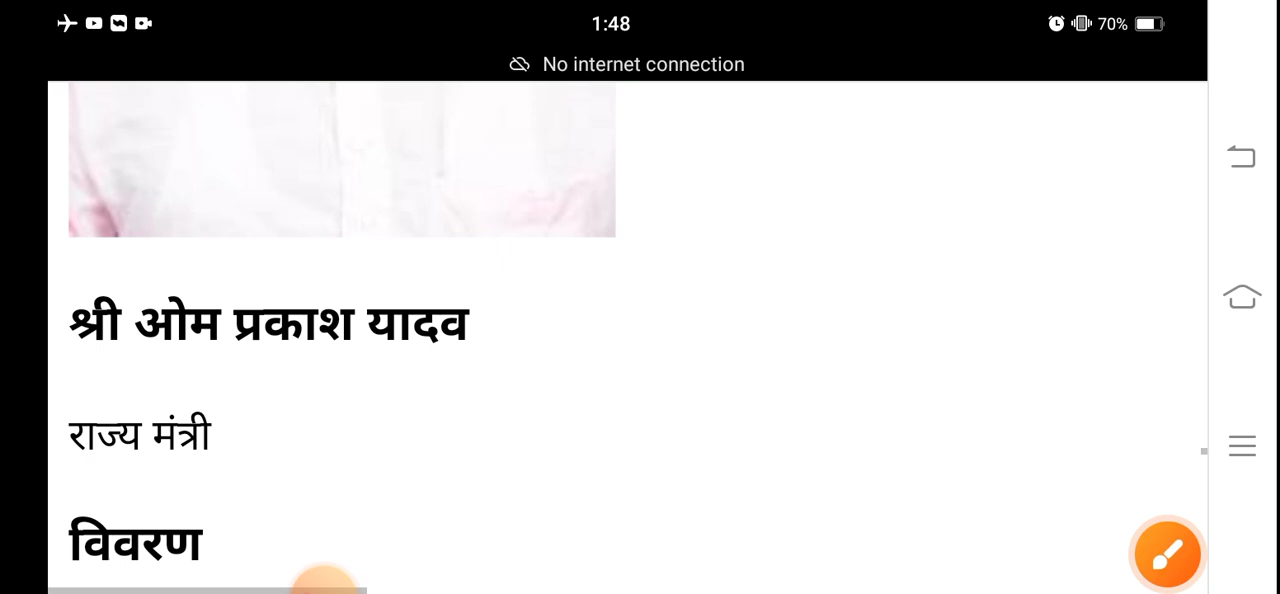 1:48
70%
No internet connection
श्री ओम प्रकाश यादव
राज्य मंत्री
विवरण